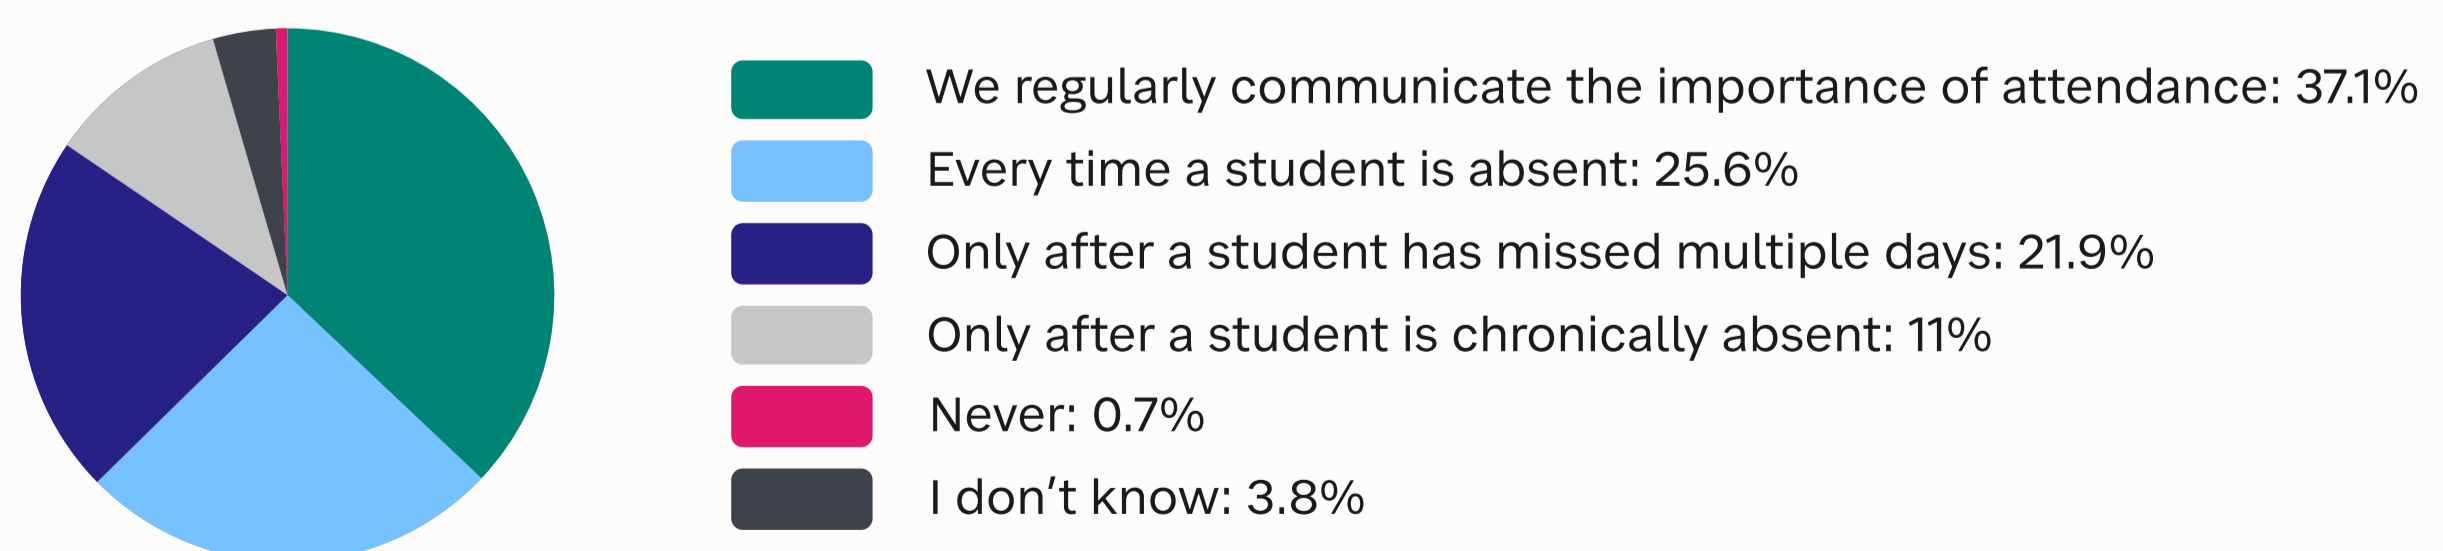 We regularly communicate the importance of attendance: 37.1%
Every time a student is absent: 25.6%
Only after a student has missed multiple days: 21.9%
Only after a student is chronically absent: 11%
Never: 0.7%
I don’t know: 3.8%